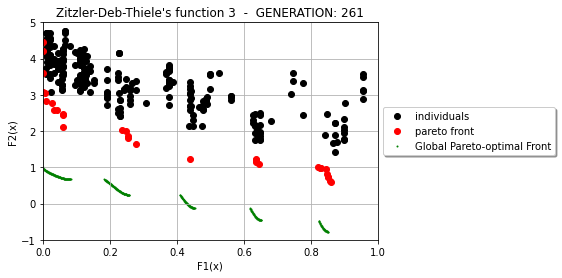 Zitzler-Deb-Thiele's function 3 - GENERATION: 261
5
4
3
2
1
0
−1
F2(x)
0.0 0.2 0.4 0.6 0.8 1.0
F1(x)
individuals
pareto front
Global Pareto-optimal Front